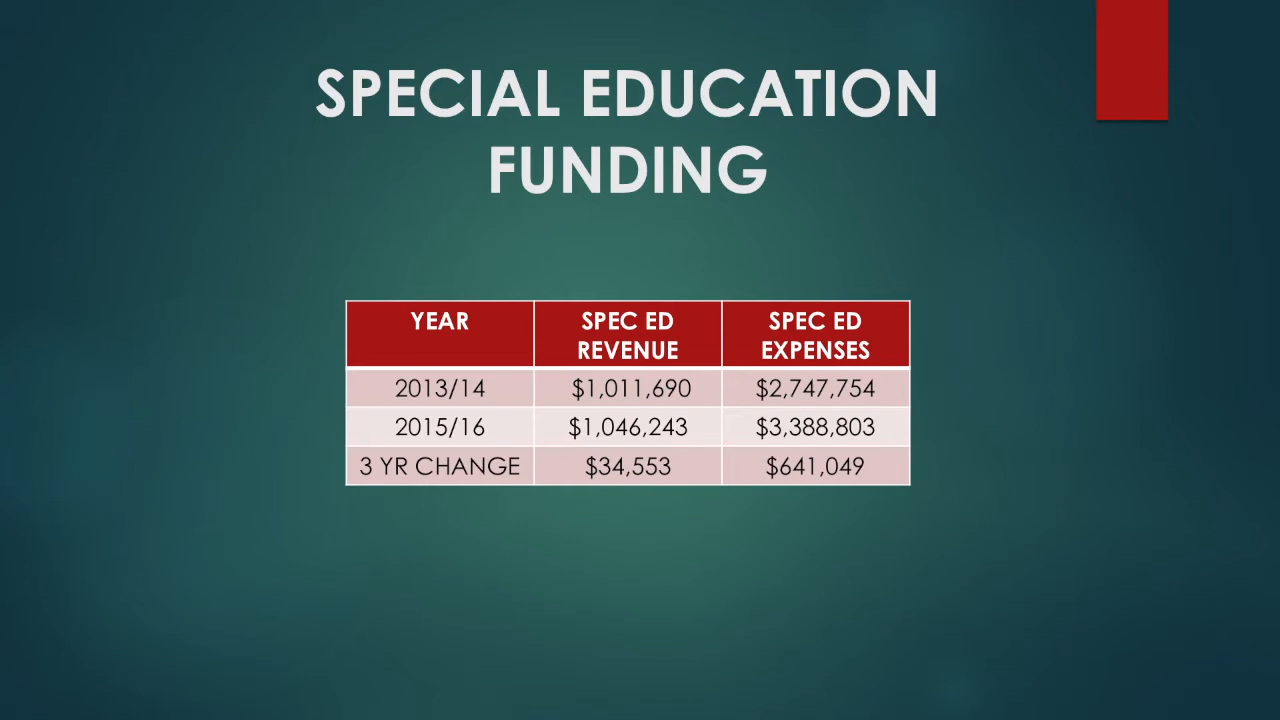 SPECIAL EDUCATION
FUNDING
YEAR SPEC ED REVENUE SPEC ED EXPENSES
2013/14 $1,011,690 $2,747,754
2015/16 $1,046,243 $3,388,803
3 YR CHANGE $34,553 $641,049